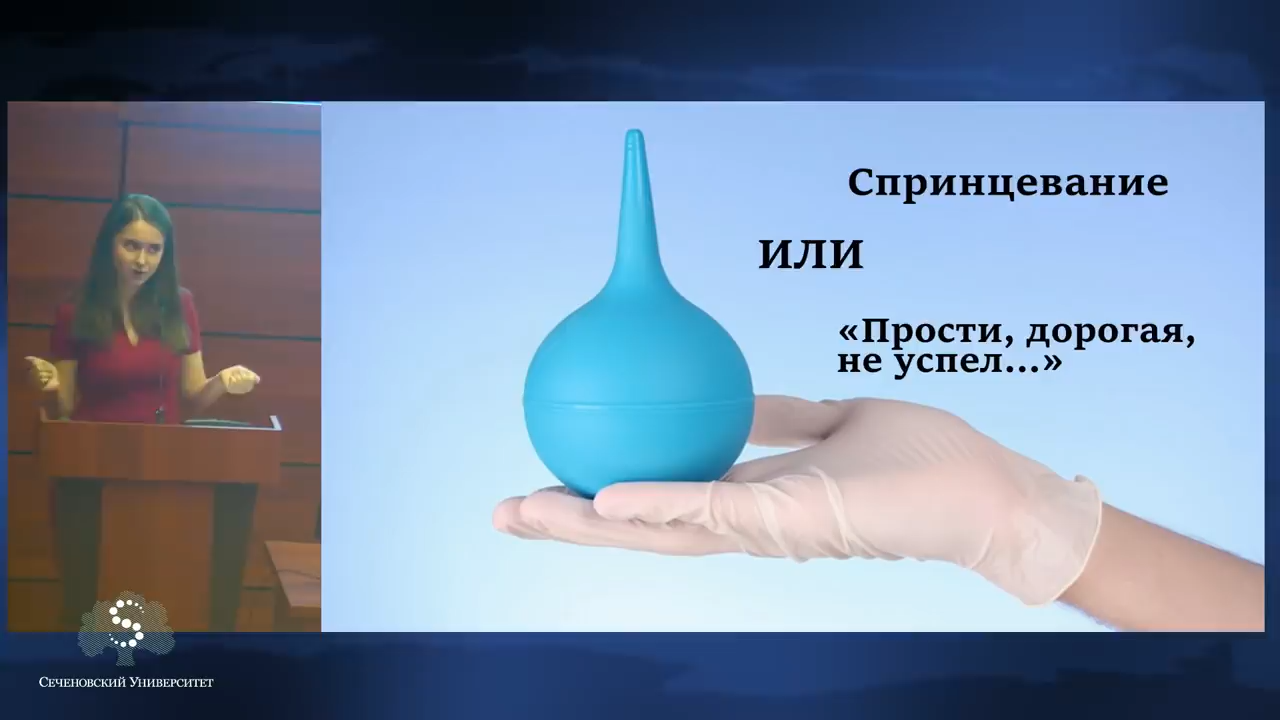 Спринцевание
ИЛИ
«Прости, дорогая,
не успел...»
Сеченовский Университет